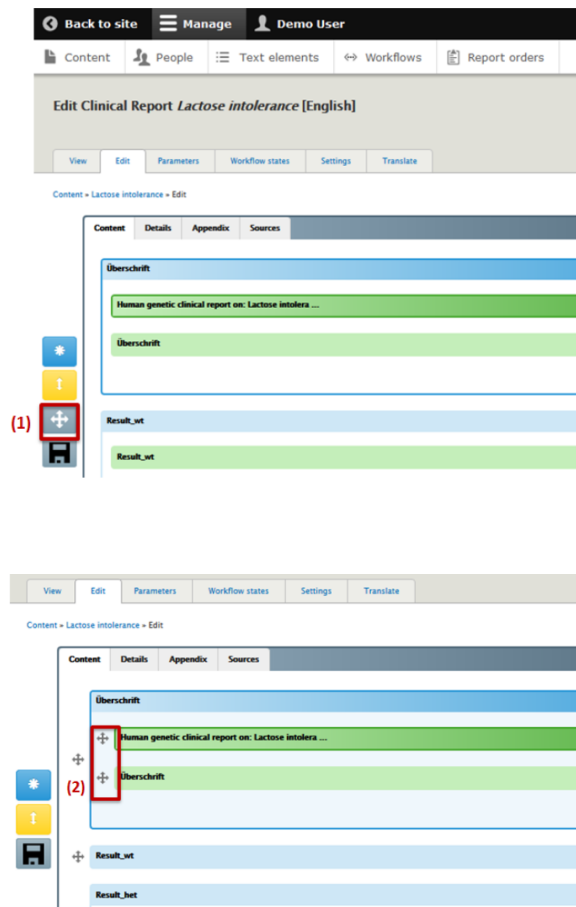 Back to site Manage Demo User
Content People Text elements Workflows Report orders
Edit Clinical Report Lactose intolerance [English]
View Edit Parameters Workflow states Settings Translate
Content » Lactose intolerance » Edit
Content Details Appendix Sources
Überschrift
Human genetic clinical report on: Lactose intolera ...
Überschrift
(1)
Result_wt
Result_wt
View Edit Parameters Workflow states Settings Translate
Content » Lactose intolerance » Edit
Content Details Appendix Sources
Überschrift
Human genetic clinical report on: Lactose intolera ...
Überschrift
(2)
Result_wt
Result_het